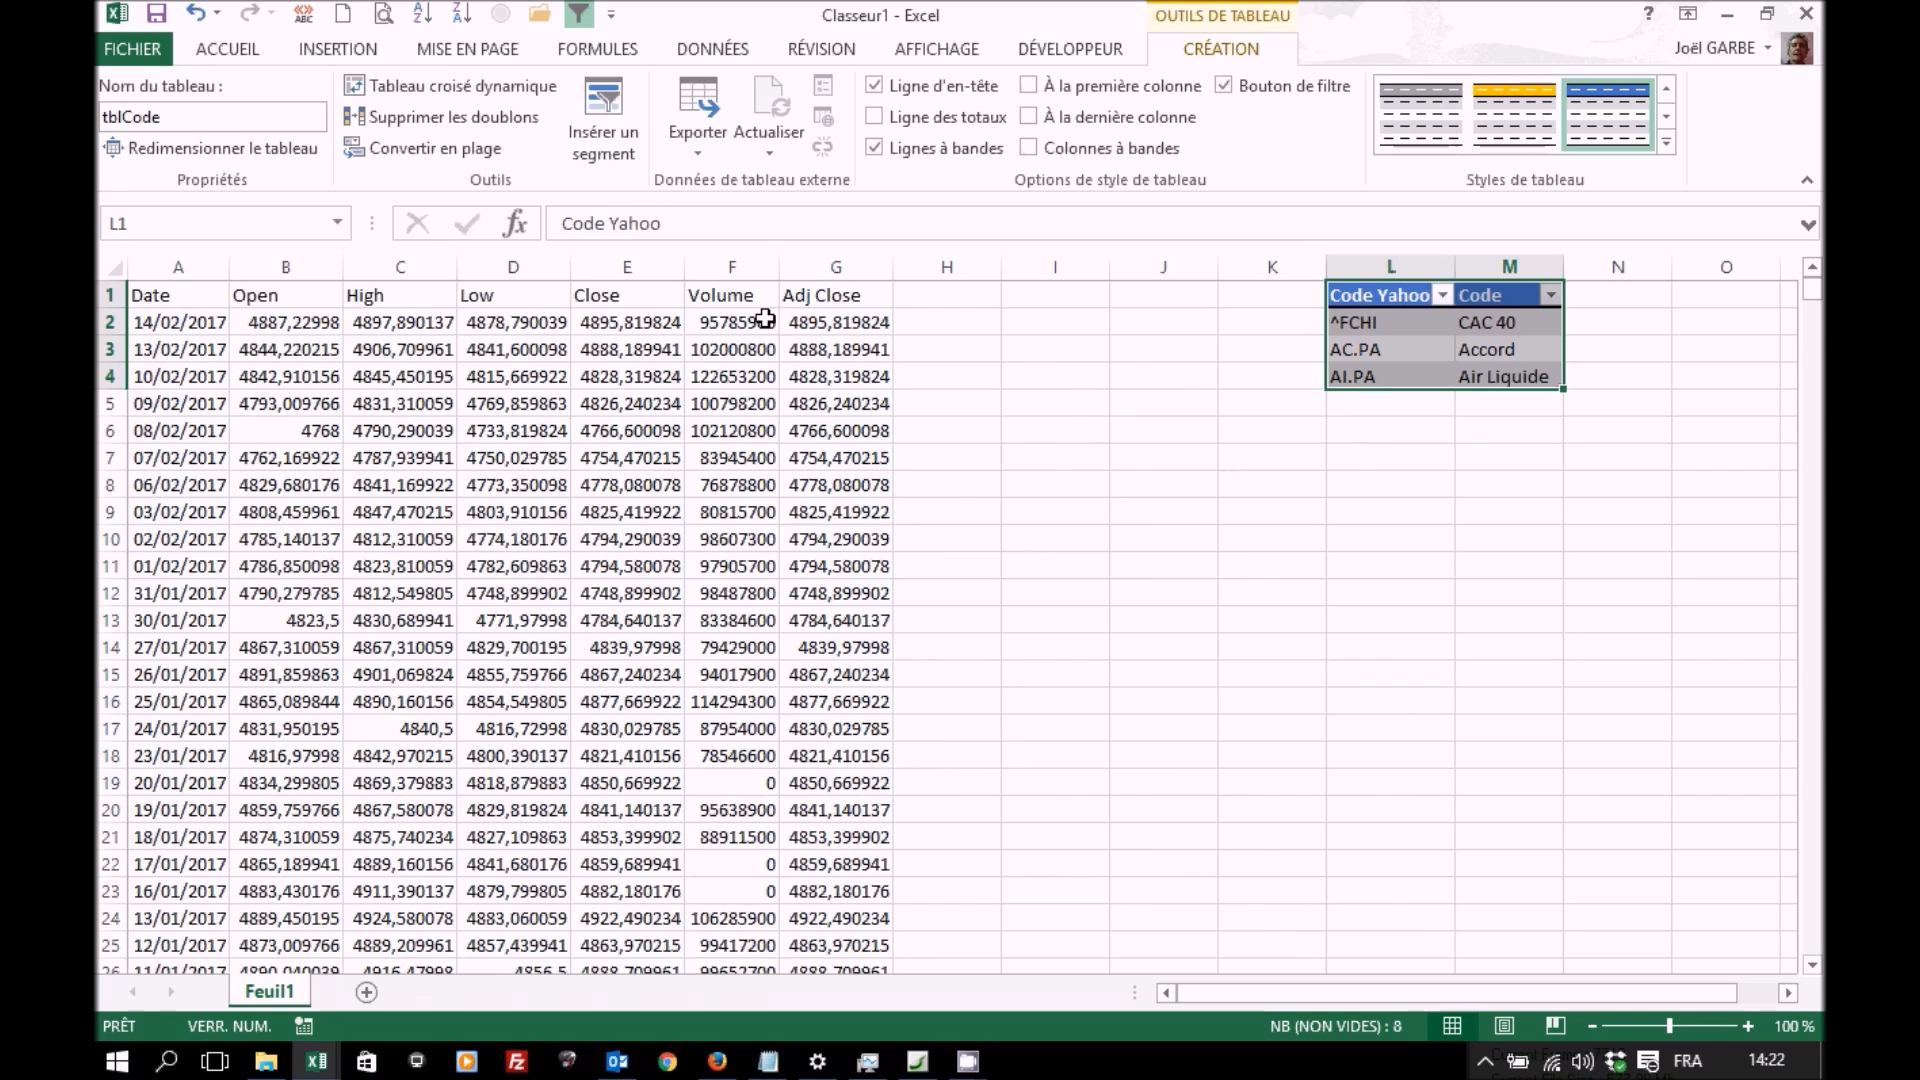 Classeur1 - Excel
OUTILS DE TABLEAU
FICHIER ACCUEIL INSERTION MISE EN PAGE FORMULES DONNÉES RÉVISION AFFICHAGE DÉVELOPPEUR CRÉATION Joël GARBE
Nom du tableau :
tblCode
Redimensionner le tableau
Propriétés
Tableau croisé dynamique
Supprimer les doublons
Convertir en plage
Insérer un
segment
Outils
Exporter Actualiser
Données de tableau externe
Ligne d'en-tête À la première colonne Bouton de filtre
Ligne des totaux À la dernière colonne
Lignes à bandes Colonnes à bandes
Options de style de tableau
Styles de tableau
L1 fx Code Yahoo
A B C D E F G H I J K L M N O
1 Date Open High Low Close Volume Adj Close Code Yahoo Code
2 14/02/2017 4887,22998 4897,890137 4878,790039 4895,819824 4895,819824 ^FCHI CAC 40
3 13/02/2017 4844,220215 4906,709961 4841,600098 4888,189941 102000800 4888,189941 AC.PA Accord
4 10/02/2017 4842,910156 4845,450195 4815,669922 4828,319824 122653200 4828,319824 AI.PA Air Liquide
5 09/02/2017 4793,009766 4831,310059 4769,859863 4826,240234 100798200 4826,240234
6 08/02/2017 4768 4790,290039 4733,819824 4766,600098 102120800 4766,600098
7 07/02/2017 4762,169922 4787,939941 4750,029785 4754,470215 83945400 4754,470215
8 06/02/2017 4829,680176 4841,169922 4773,350098 4778,080078 76878800 4778,080078
9 03/02/2017 4808,459961 4847,470215 4803,910156 4825,419922 80815700 4825,419922
10 02/02/2017 4785,140137 4812,310059 4774,180176 4794,290039 98607300 4794,290039
11 01/02/2017 4786,850098 4823,810059 4782,609863 4794,580078 97905700 4794,580078
12 31/01/2017 4790,279785 4812,549805 4748,899902 4748,899902 98487800 4748,899902
13 30/01/2017 4823,5 4830,689941 4771,97998 4784,640137 83384600 4784,640137
14 27/01/2017 4867,310059 4867,310059 4829,700195 4839,97998 79429000 4839,97998
15 26/01/2017 4891,859863 4901,069824 4855,759766 4867,240234 94017900 4867,240234
16 25/01/2017 4865,089844 4890,160156 4854,549805 4877,669922 114294300 4877,669922
17 24/01/2017 4831,950195 4840,5 4816,72998 4830,029785 87954000 4830,029785
18 23/01/2017 4816,97998 4842,970215 4800,390137 4821,410156 78546600 4821,410156
19 20/01/2017 4834,299805 4869,379883 4818,879883 4850,669922 0 4850,669922
20 19/01/2017 4859,759766 4867,580078 4829,819824 4841,140137 95638900 4841,140137
21 18/01/2017 4874,310059 4875,740234 4827,109863 4853,399902 88911500 4853,399902
22 17/01/2017 4865,189941 4889,160156 4841,680176 4859,689941 0 4859,689941
23 16/01/2017 4883,430176 4911,390137 4879,799805 4882,180176 0 4882,180176
24 13/01/2017 4889,450195 4924,580078 4883,060059 4922,490234 106285900 4922,490234
25 12/01/2017 4873,009766 4889,209961 4857,439941 4863,970215 99417200 4863,970215
26 11/01/2017 4890,040039 4916,47998 4856,5 4888,709961 99652700 4888,709961
Feuil1
PRÊT VERR. NUM. NB (NON VIDES) : 8 100 %
FRA 14:22